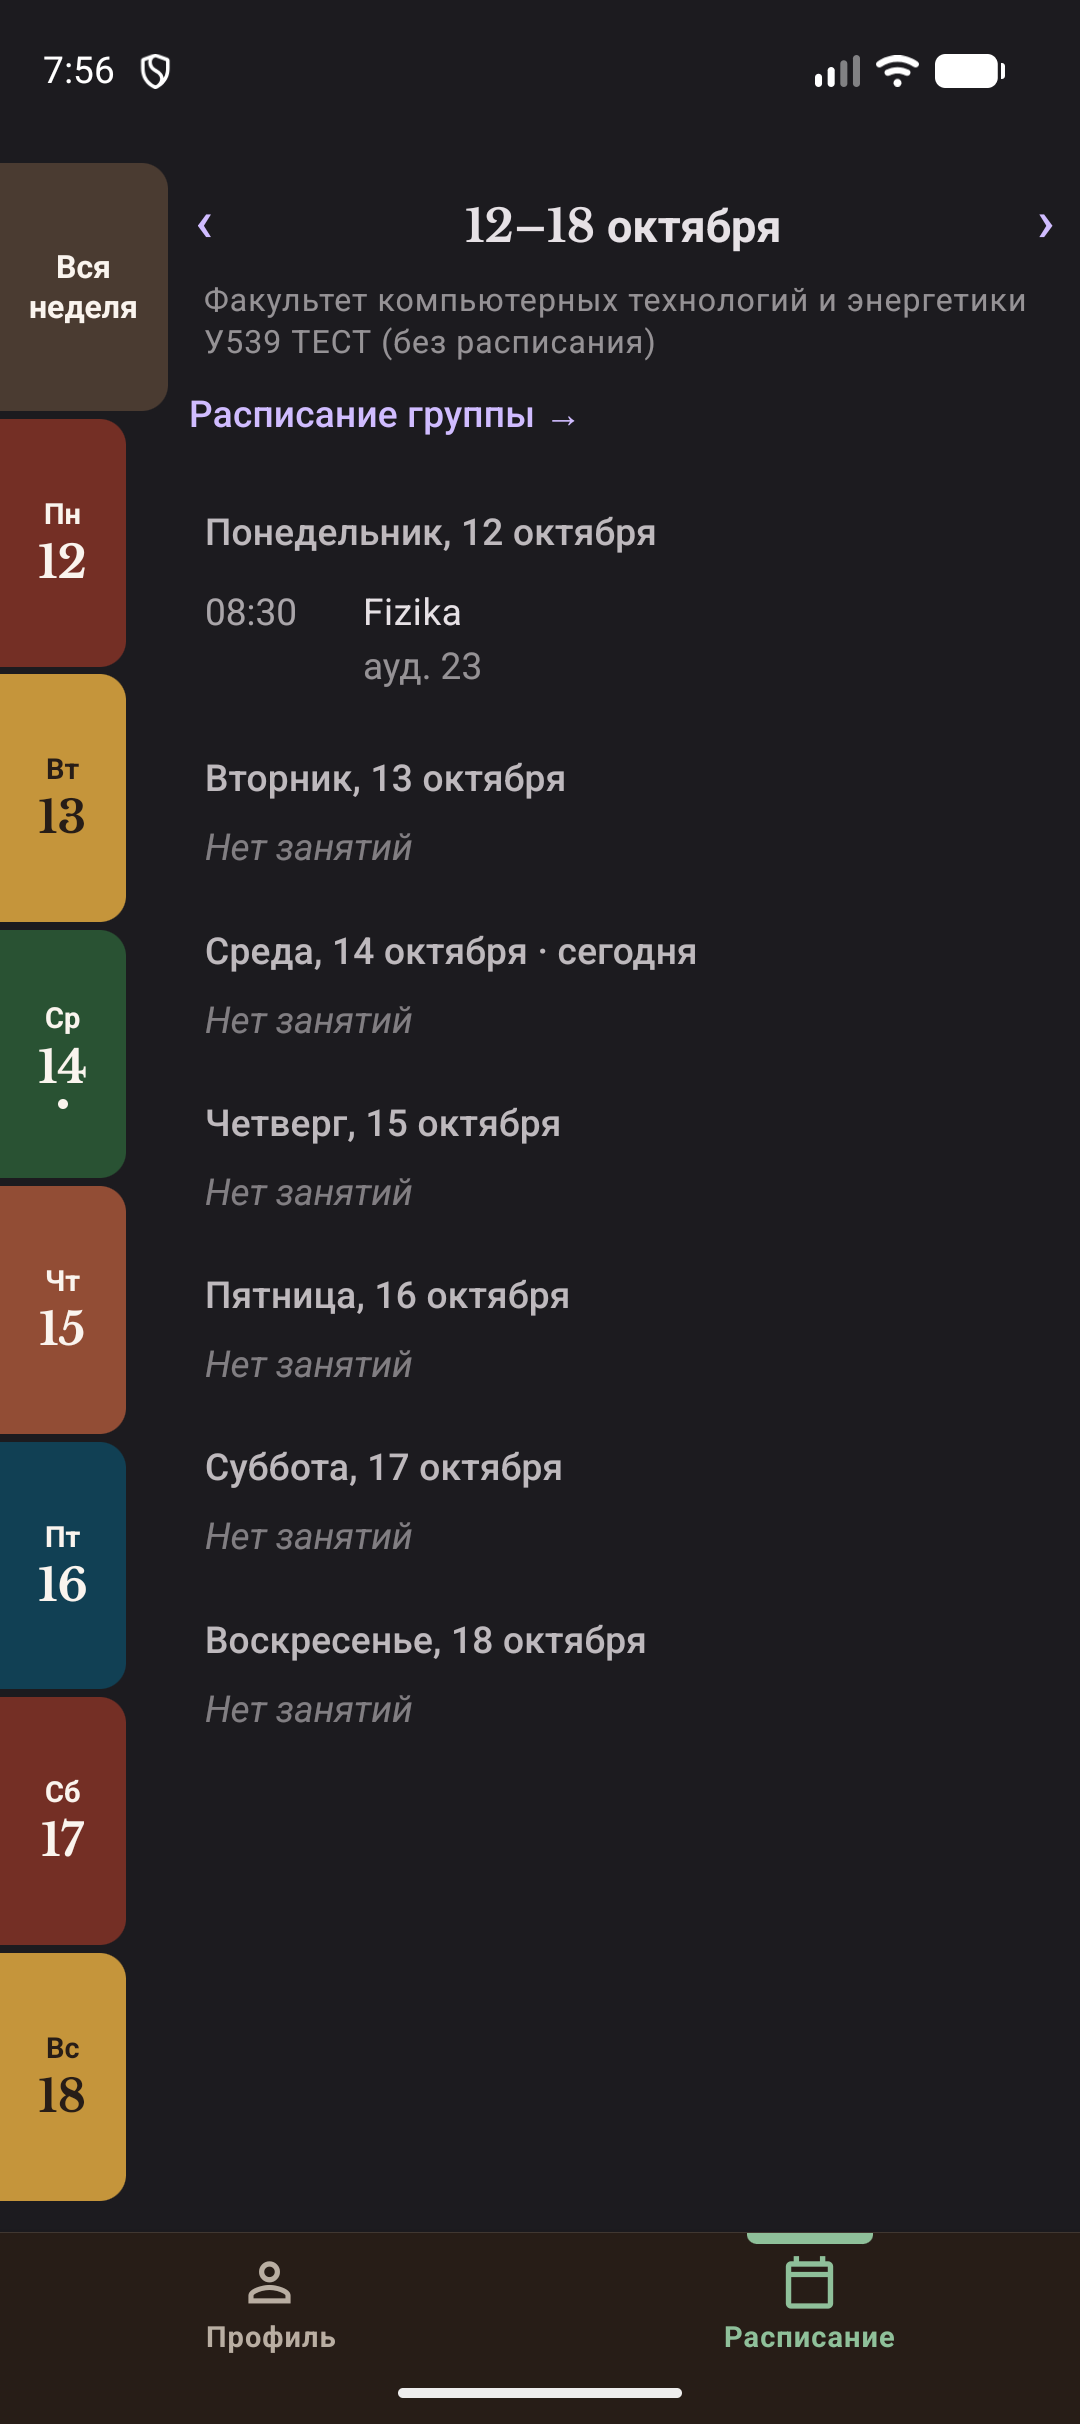 7:56
Вся
неделя
‹ 12–18 октября ›
Факультет компьютерных технологий и энергетики
У539 ТЕСТ (без расписания)
Расписание группы →
Пн
12
Понедельник, 12 октября
08:30 Fizika
ауд. 23
Вт
13
Вторник, 13 октября
Нет занятий
Ср
14
Среда, 14 октября · сегодня
Нет занятий
Чт
15
Четверг, 15 октября
Нет занятий
Пт
16
Пятница, 16 октября
Нет занятий
Сб
17
Суббота, 17 октября
Нет занятий
Вс
18
Воскресенье, 18 октября
Нет занятий
Профиль
Расписание